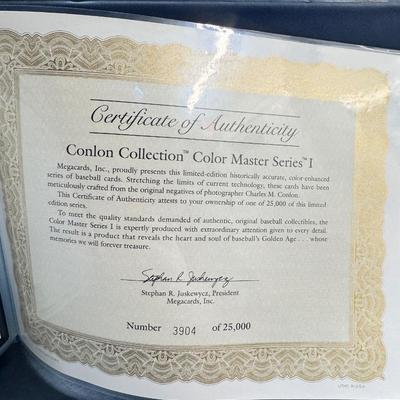 Certificate of Authenticity
Conlon Collection™ Color Master Series™ I
Megacards, Inc., proudly presents this limited-edition historically accurate, color-enhanced
series of baseball cards. Stretching the limits of current technology, these cards have been
meticulously crafted from the original negatives of photographer Charles M. Conlon.
This Certificate of Authenticity attests to your ownership of one of 25,000 of this limited
edition series.
To meet the quality standards demanded of authentic, original baseball collectibles, the
Color Master Series I is expertly produced with extraordinary attention given to every detail.
The result is a product that reveals the heart and soul of baseball's Golden Age . . . whose
memories we will forever treasure.
Stephan R. Juskewycz
Stephan R. Juskewycz, President
Megacards, Inc.
Number 3904 of 25,000